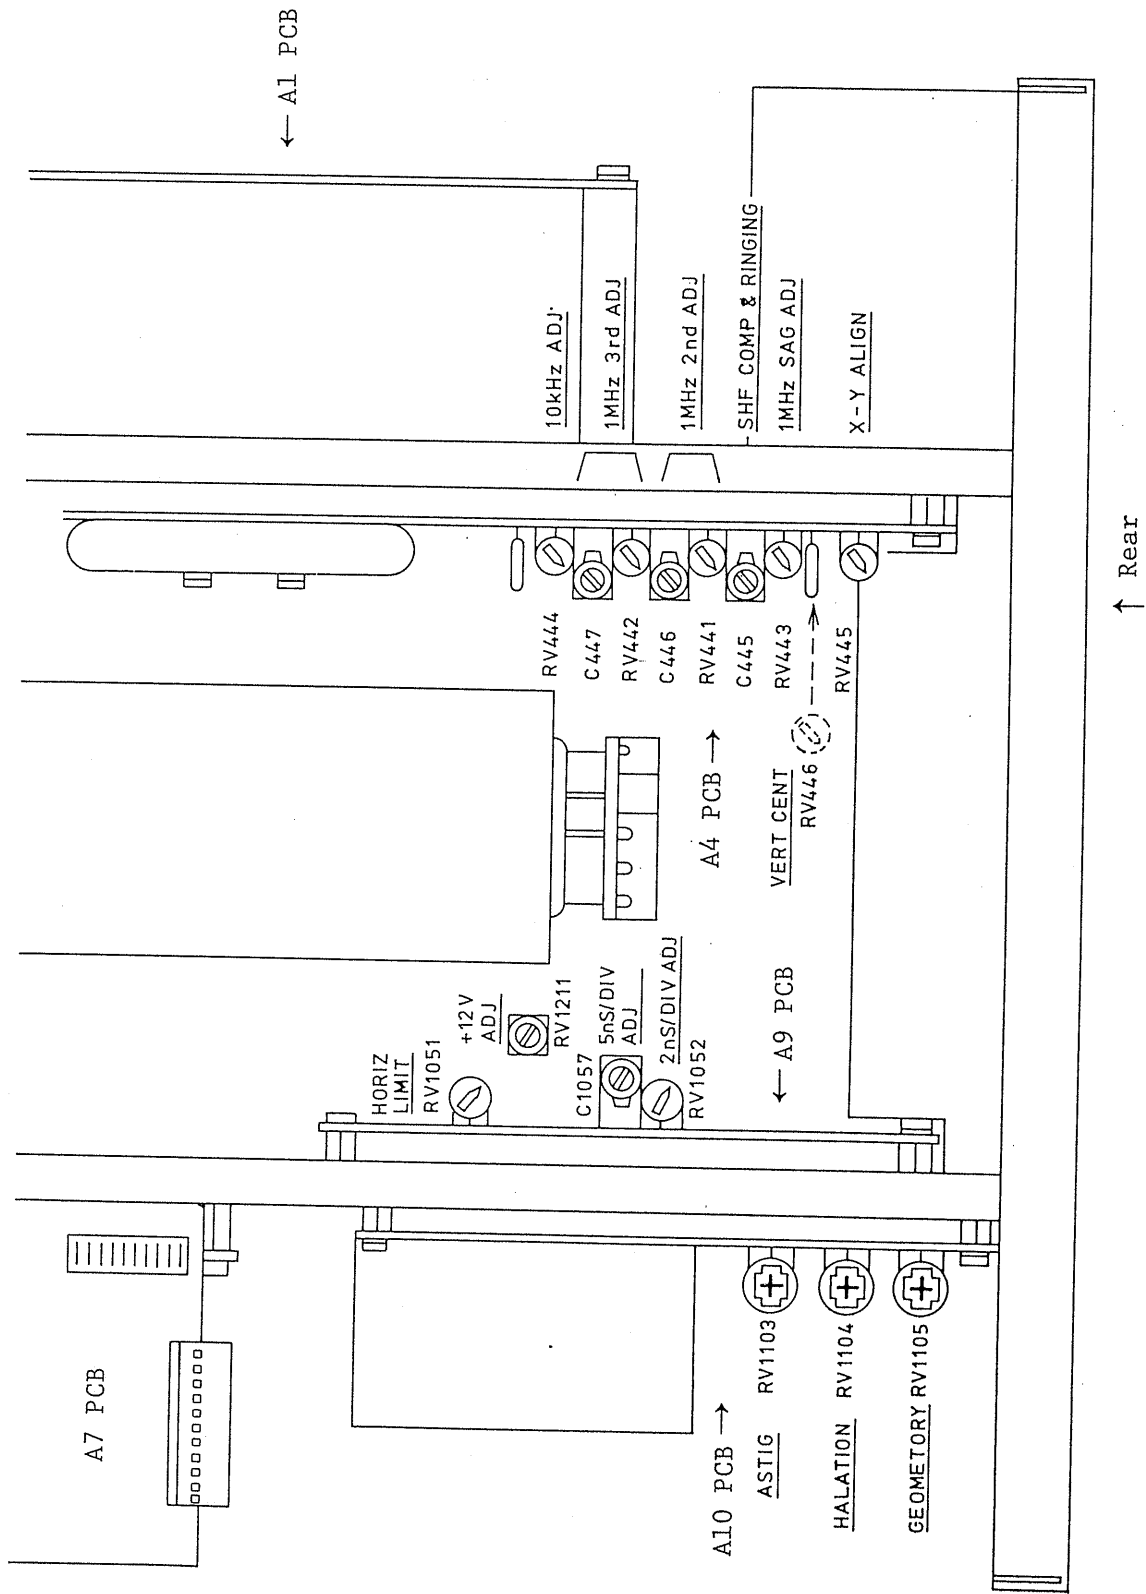 A7 PCB
A10 PCB →
ASTIG RV1103
HALATION RV1104
GEOMETORY RV1105
HORIZ
LIMIT
RV1051
+12V
ADJ
RV1211
C1057
5nS/DIV
ADJ
2nS/DIV ADJ
RV1052
← A9 PCB
A4 PCB →
VERT CENT
RV446
RV444
C447
RV442
C446
RV441
C445
RV443
RV445
10kHz ADJ
1MHz 3rd ADJ
1MHz 2nd ADJ
SHF COMP & RINGING
1MHz SAG ADJ
X-Y ALIGN
← A1 PCB
↑ Rear